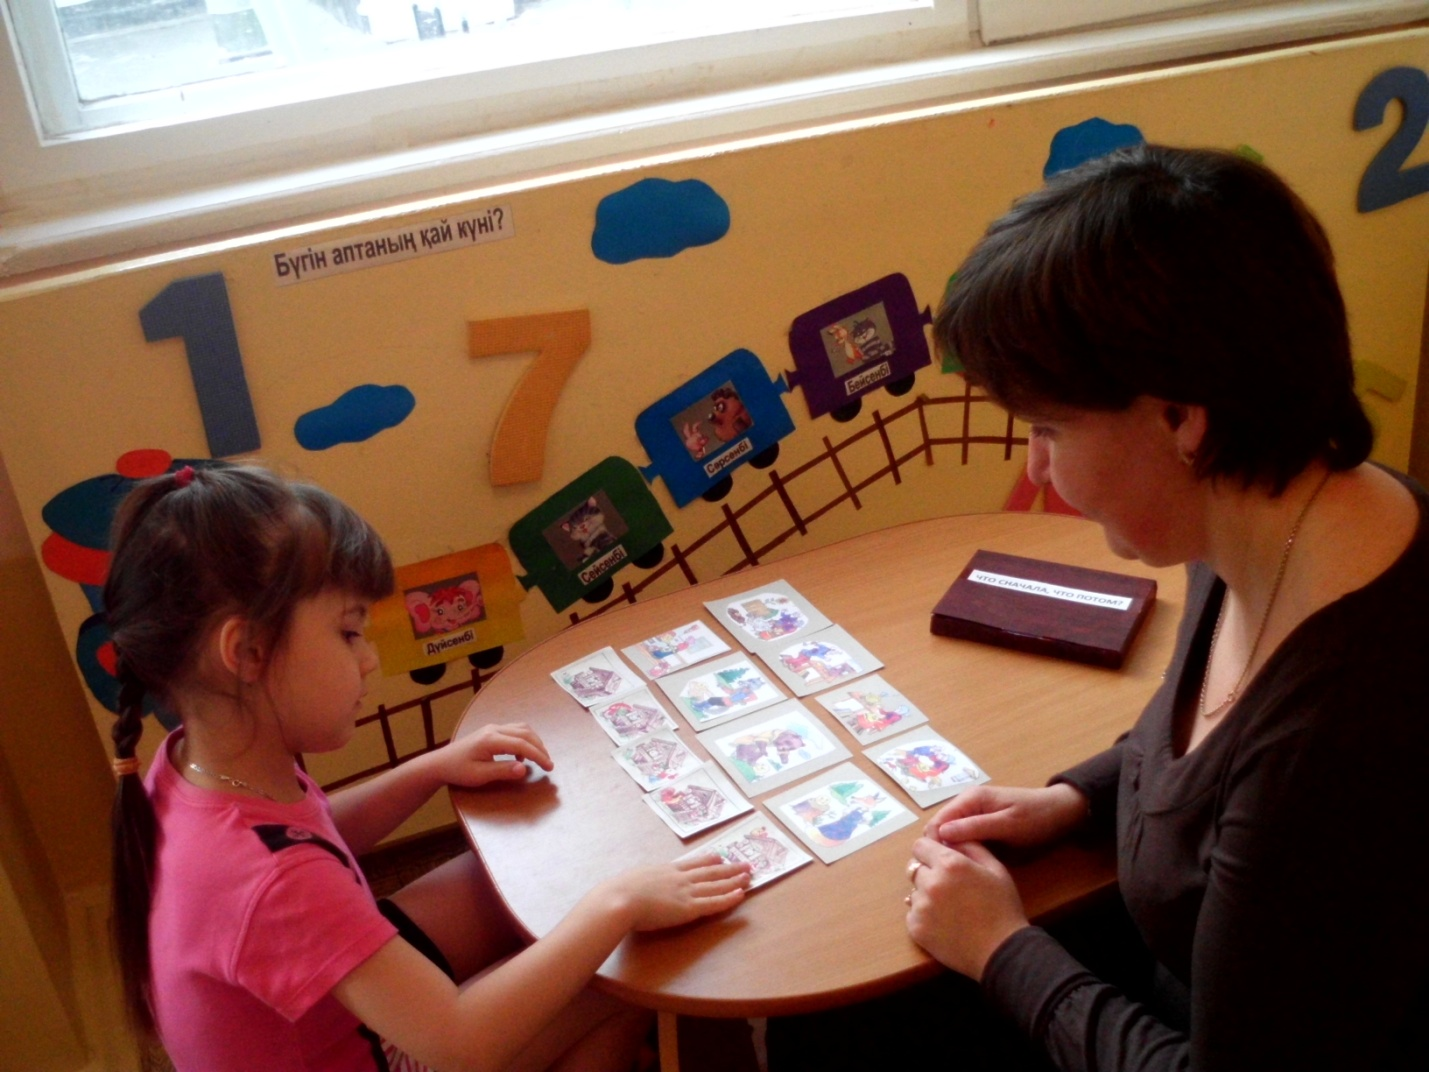 Бүгін аптаның қай күні?
1
7
2
Дүйсенбі
Сейсенбі
Сәрсенбі
Бейсенбі
ЧТО СНАЧАЛА, ЧТО ПОТОМ?